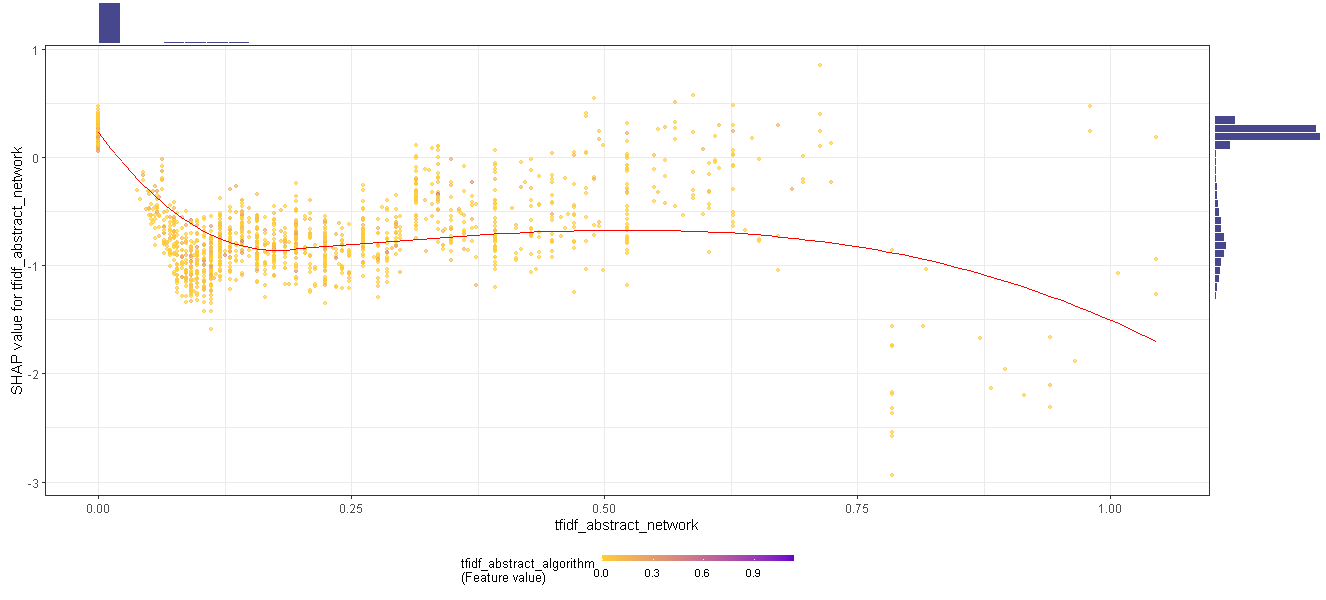 1
0
-1
-2
-3
SHAP value for tfidf_abstract_network
0.00 0.25 0.50 0.75 1.00
tfidf_abstract_network
tfidf_abstract_algorithm
(Feature value)
0.0 0.3 0.6 0.9